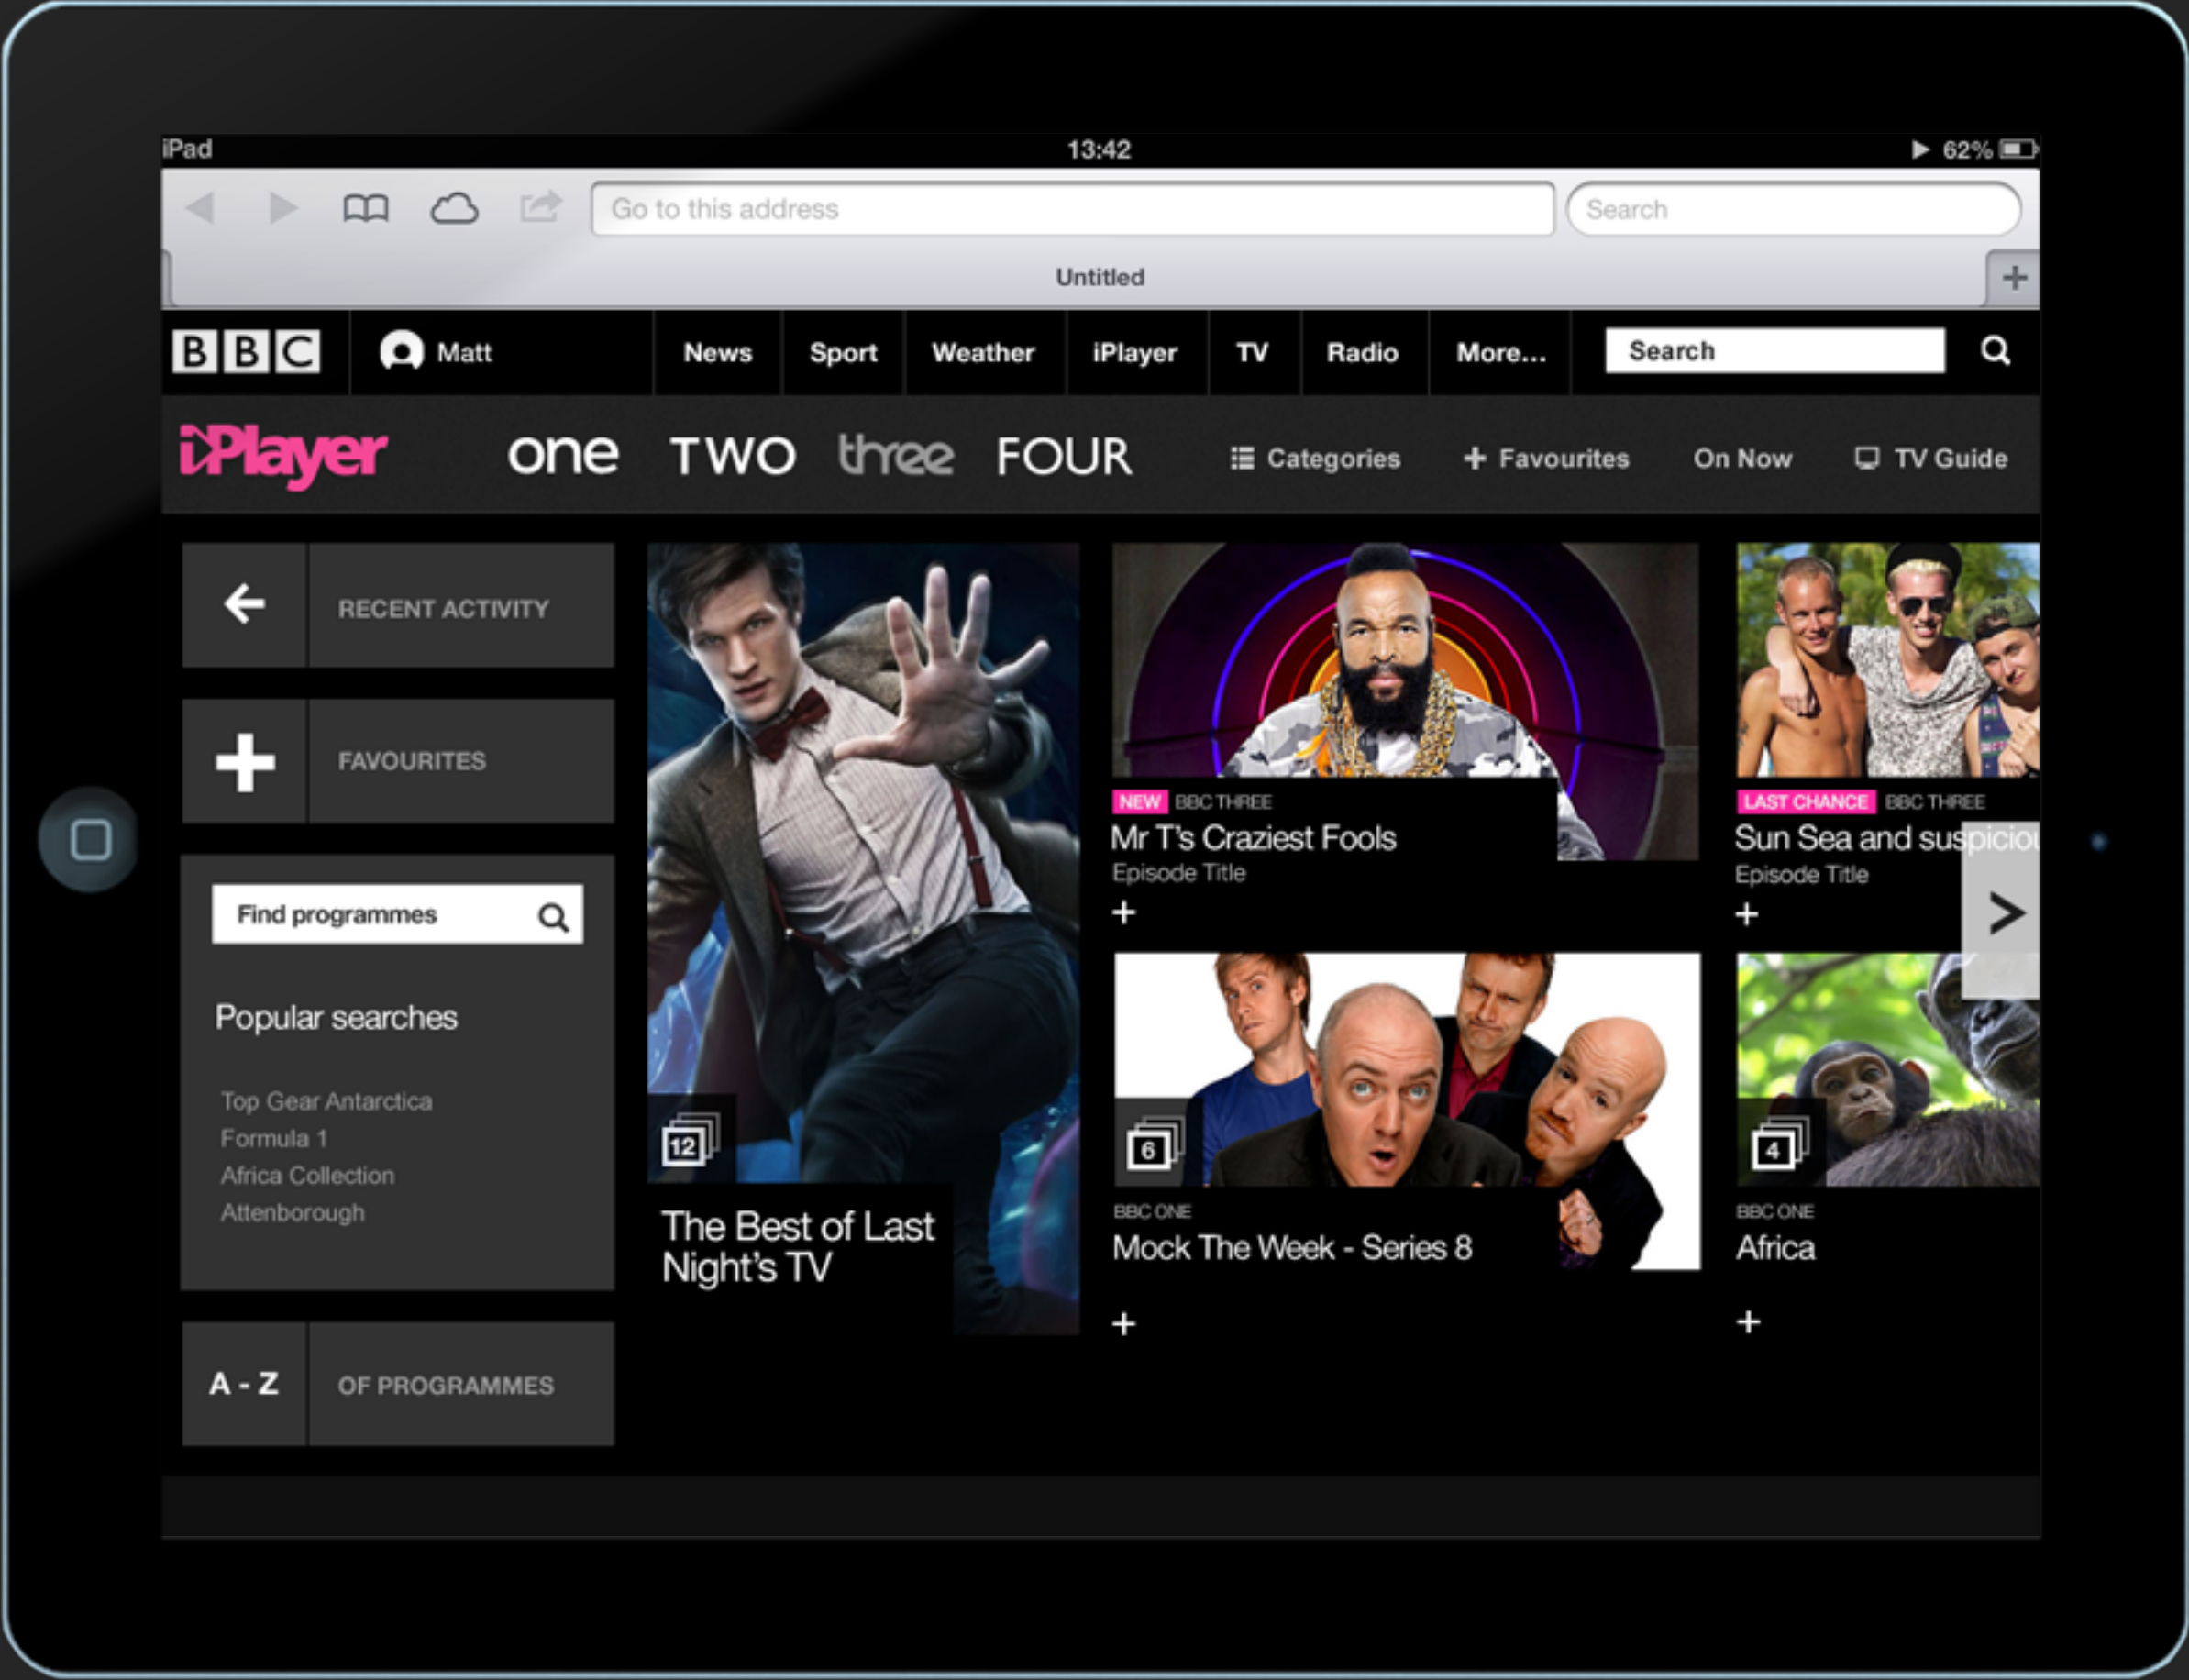 iPad
13:42
62%
Go to this address
Search
Untitled
BBC
Matt
News
Sport
Weather
iPlayer
TV
Radio
More...
Search
iPlayer
one
TWO
three
FOUR
Categories
Favourites
On Now
TV Guide
RECENT ACTIVITY
FAVOURITES
Find programmes
Popular searches
Top Gear Antarctica
Formula 1
Africa Collection
Attenborough
A - Z
OF PROGRAMMES
12
The Best of Last
Night's TV
NEW BBC THREE
Mr T's Craziest Fools
Episode Title
6
BBC ONE
Mock The Week - Series 8
LAST CHANCE BBC THREE
Sun Sea and suspiciou
Episode Title
4
BBC ONE
Africa